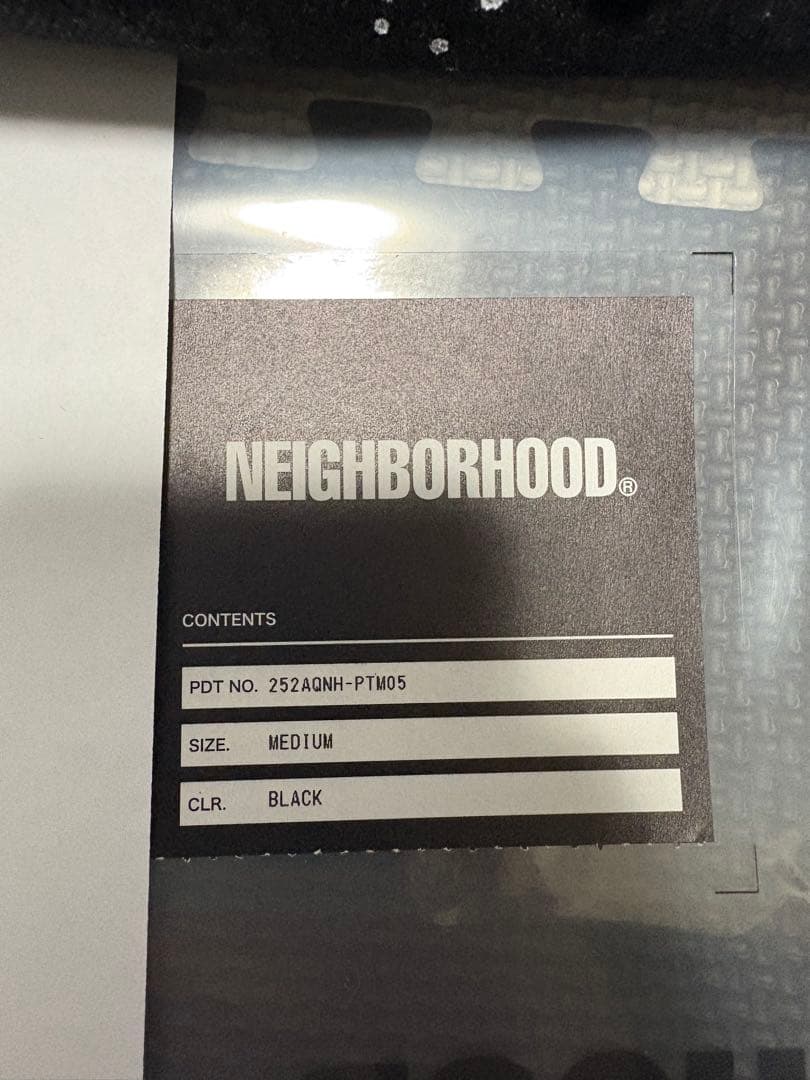 NEIGHBORHOOD®
CONTENTS
PDT NO. 252AQNH-PTM05
SIZE. MEDIUM
CLR. BLACK